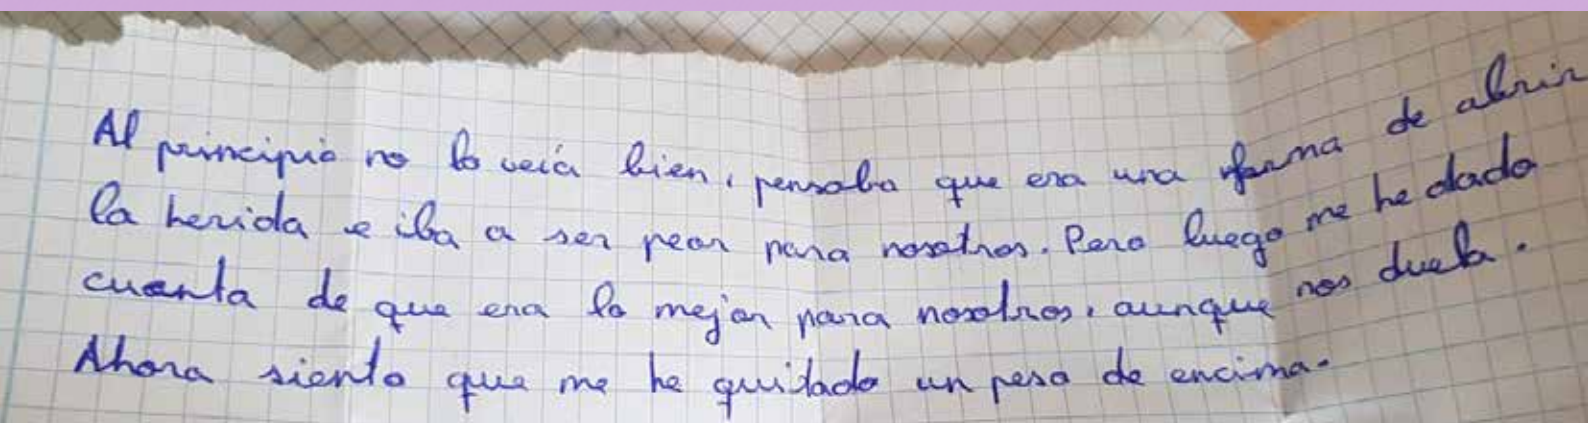 Al principio no lo veía bien, pensaba que era una forma de abrir
la herida e iba a ser peor para nosotros. Pero luego me he dado
cuenta de que era lo mejor para nosotros, aunque nos duela.
Ahora siento que me he quitado un peso de encima.